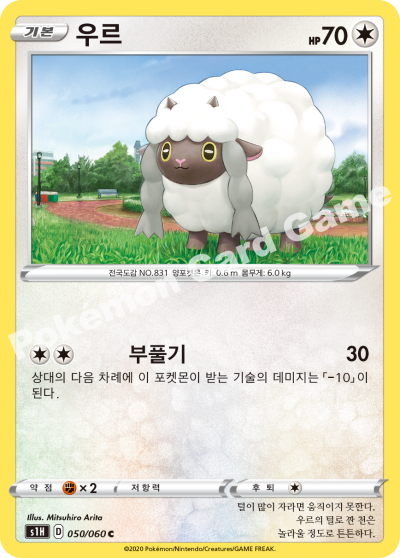 기본 우르 HP 70
전국도감 NO.831 양포켓몬 키: 0.6 m 몸무게: 6.0 kg
부풀기 30
상대의 다음 차례에 이 포켓몬이 받는 기술의 데미지는 「-10」이
된다.
약점 ×2 저항력 후퇴
Illus. Mitsuhiro Arita
s1H D 050/060 C
털이 많이 자라면 움직이지 못한다.
우르의 털로 짠 천은
놀라울 정도로 튼튼하다.
©2020 Pokémon/Nintendo/Creatures/GAME FREAK.
Pokémon Card Game